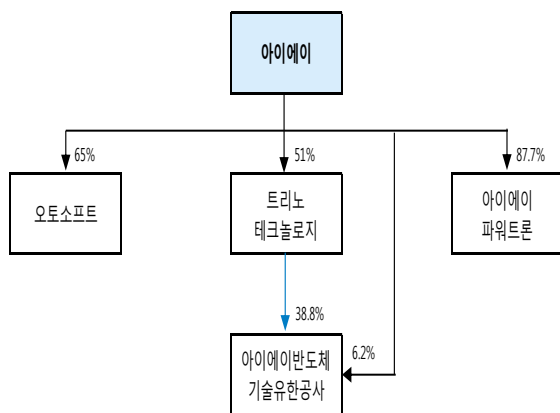 아이에이
65%
51%
87.7%
오토소프트
트리노
테크놀로지
아이에이
파워트론
38.8%
아이에이반도체
기술유한공사
6.2%